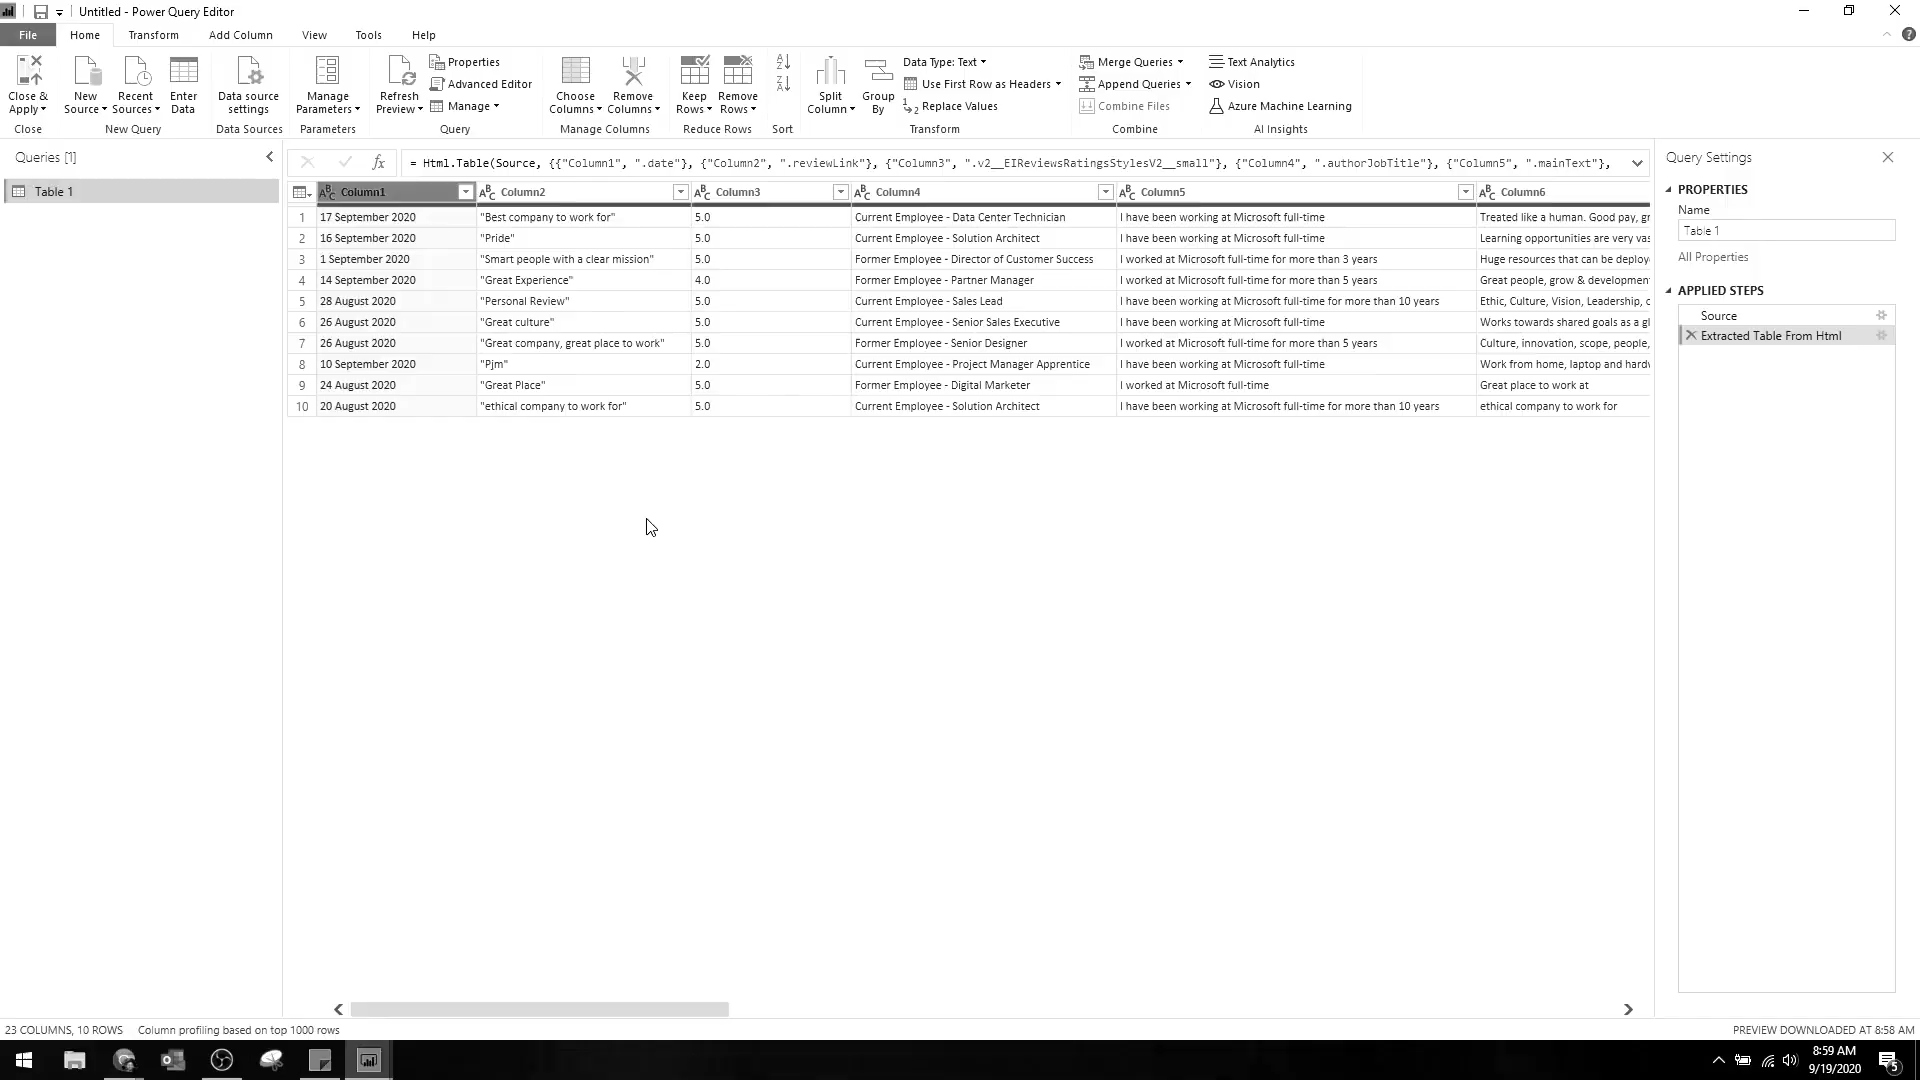 Untitled - Power Query Editor
File Home Transform Add Column View Tools Help
Close & Apply
New Source
Recent Sources
Enter Data
Data source settings
Manage Parameters
Refresh Preview
Properties
Advanced Editor
Manage
Choose Columns
Remove Columns
Keep Rows
Remove Rows
Split Column
Group By
Data Type: Text
Use First Row as Headers
Replace Values
Merge Queries
Append Queries
Combine Files
Text Analytics
Vision
Azure Machine Learning
Close New Query Data Sources Parameters Query Manage Columns Reduce Rows Sort Transform Combine AI Insights
Queries [1]
Table 1
fx = Html.Table(Source, {{"Column1", ".date"}, {"Column2", ".reviewLink"}, {"Column3", ".v2__EIReviewsRatingsStylesV2__small"}, {"Column4", ".authorJobTitle"}, {"Column5", ".mainText"},
Column1 Column2 Column3 Column4 Column5 Column6
1 17 September 2020 "Best company to work for" 5.0 Current Employee - Data Center Technician I have been working at Microsoft full-time Treated like a human. Good pay, gr
2 16 September 2020 "Pride" 5.0 Current Employee - Solution Architect I have been working at Microsoft full-time Learning opportunities are very vas
3 1 September 2020 "Smart people with a clear mission" 5.0 Former Employee - Director of Customer Success I worked at Microsoft full-time for more than 3 years Huge resources that can be deploy
4 14 September 2020 "Great Experience" 4.0 Former Employee - Partner Manager I worked at Microsoft full-time for more than 5 years Great people, grow & developmen
5 28 August 2020 "Personal Review" 5.0 Current Employee - Sales Lead I have been working at Microsoft full-time for more than 10 years Ethic, Culture, Vision, Leadership, c
6 26 August 2020 "Great culture" 5.0 Current Employee - Senior Sales Executive I have been working at Microsoft full-time Works towards shared goals as a gl
7 26 August 2020 "Great company, great place to work" 5.0 Former Employee - Senior Designer I worked at Microsoft full-time for more than 5 years Culture, innovation, scope, people,
8 10 September 2020 "Pjm" 2.0 Current Employee - Project Manager Apprentice I have been working at Microsoft full-time Work from home, laptop and hardw
9 24 August 2020 "Great Place" 5.0 Former Employee - Digital Marketer I worked at Microsoft full-time Great place to work at
10 20 August 2020 "ethical company to work for" 5.0 Current Employee - Solution Architect I have been working at Microsoft full-time for more than 10 years ethical company to work for
Query Settings
PROPERTIES
Name
Table 1
All Properties
APPLIED STEPS
Source
Extracted Table From Html
23 COLUMNS, 10 ROWS Column profiling based on top 1000 rows PREVIEW DOWNLOADED AT 8:58 AM
8:59 AM
9/19/2020
5